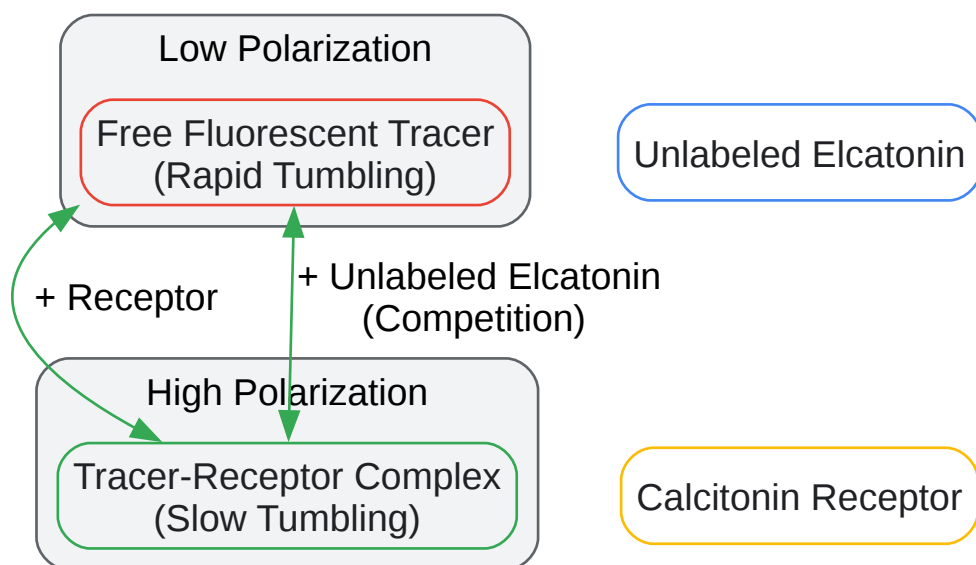 Low Polarization
Free Fluorescent Tracer
(Rapid Tumbling)
Unlabeled Elcatonin
+ Receptor
+ Unlabeled Elcatonin
(Competition)
High Polarization
Tracer-Receptor Complex
(Slow Tumbling)
Calcitonin Receptor